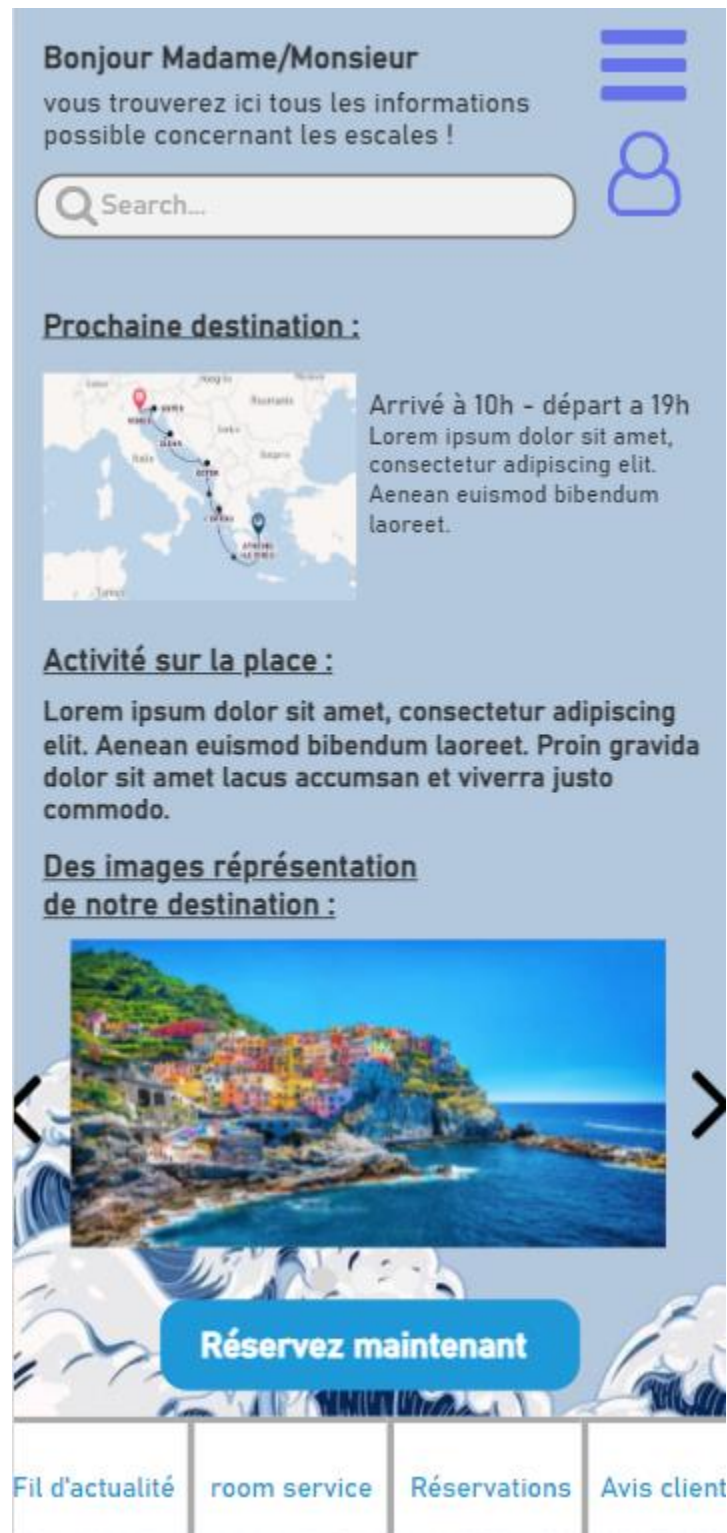 Bonjour Madame/Monsieur
vous trouverez ici tous les informations
possible concernant les escales !
Search...
Prochaine destination :
Arrivé à 10h - départ a 19h
Lorem ipsum dolor sit amet,
consectetur adipiscing elit.
Aenean euismod bibendum
laoreet.
Italie
Activité sur la place :
Lorem ipsum dolor sit amet, consectetur adipiscing
elit. Aenean euismod bibendum laoreet. Proin gravida
dolor sit amet lacus accumsan et viverra justo
commodo.
Des images réprésentation
de notre destination :
Réservez maintenant
Fil d'actualité
room service
Réservations
Avis client